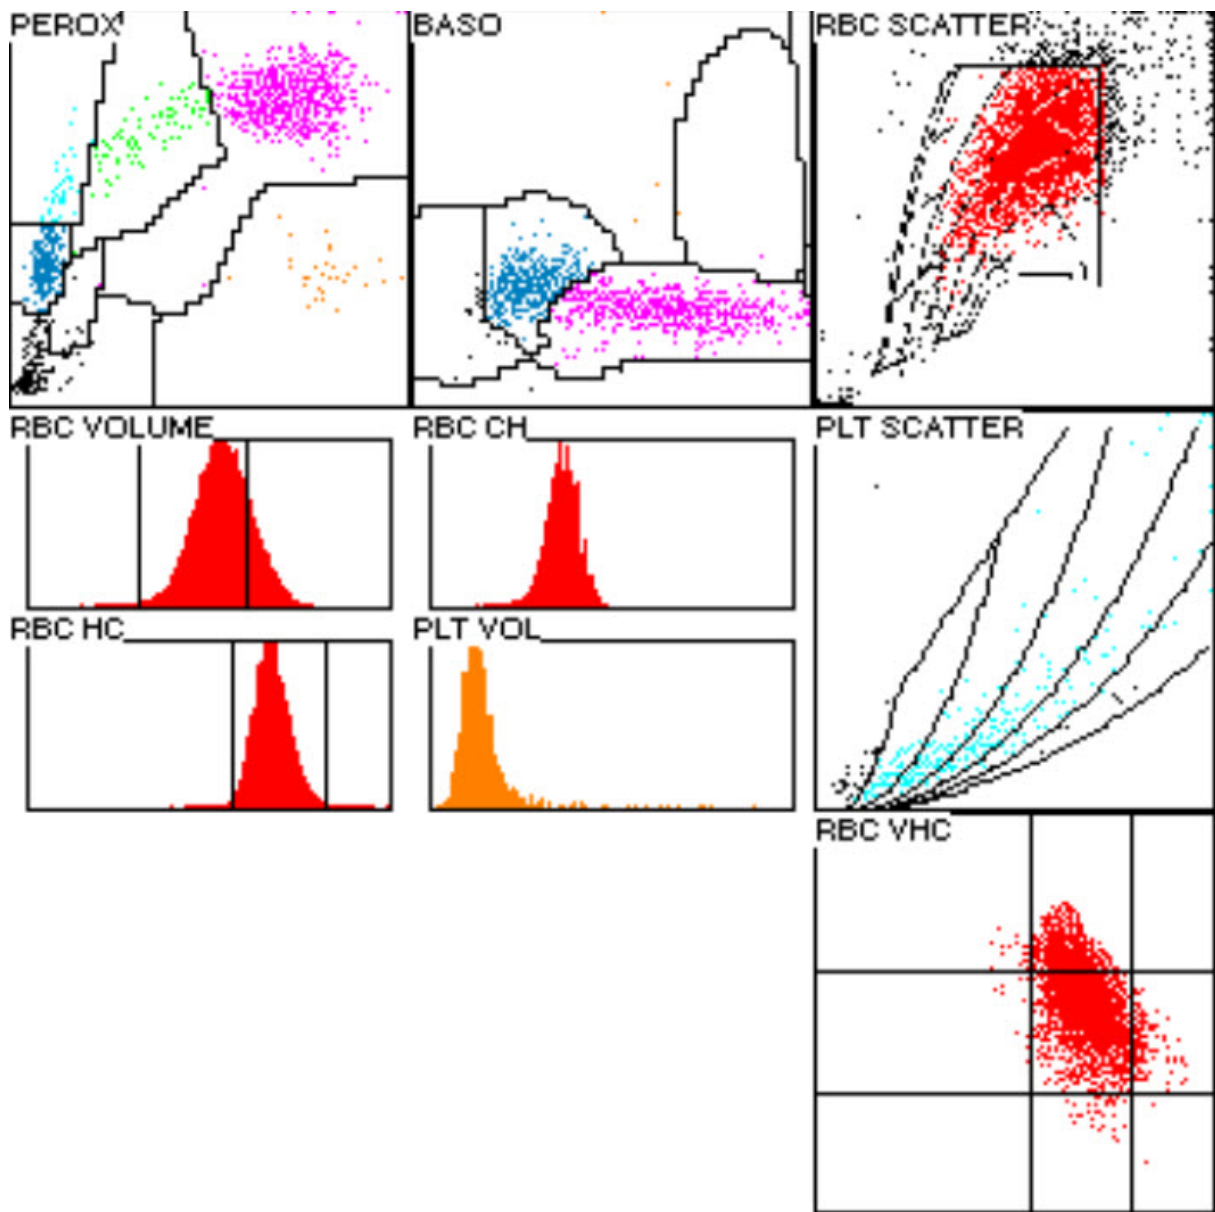 PEROX
BASO
RBC SCATTER
RBC VOLUME
RBC CH
PLT SCATTER
RBC HC
PLT VOL
RBC VHC